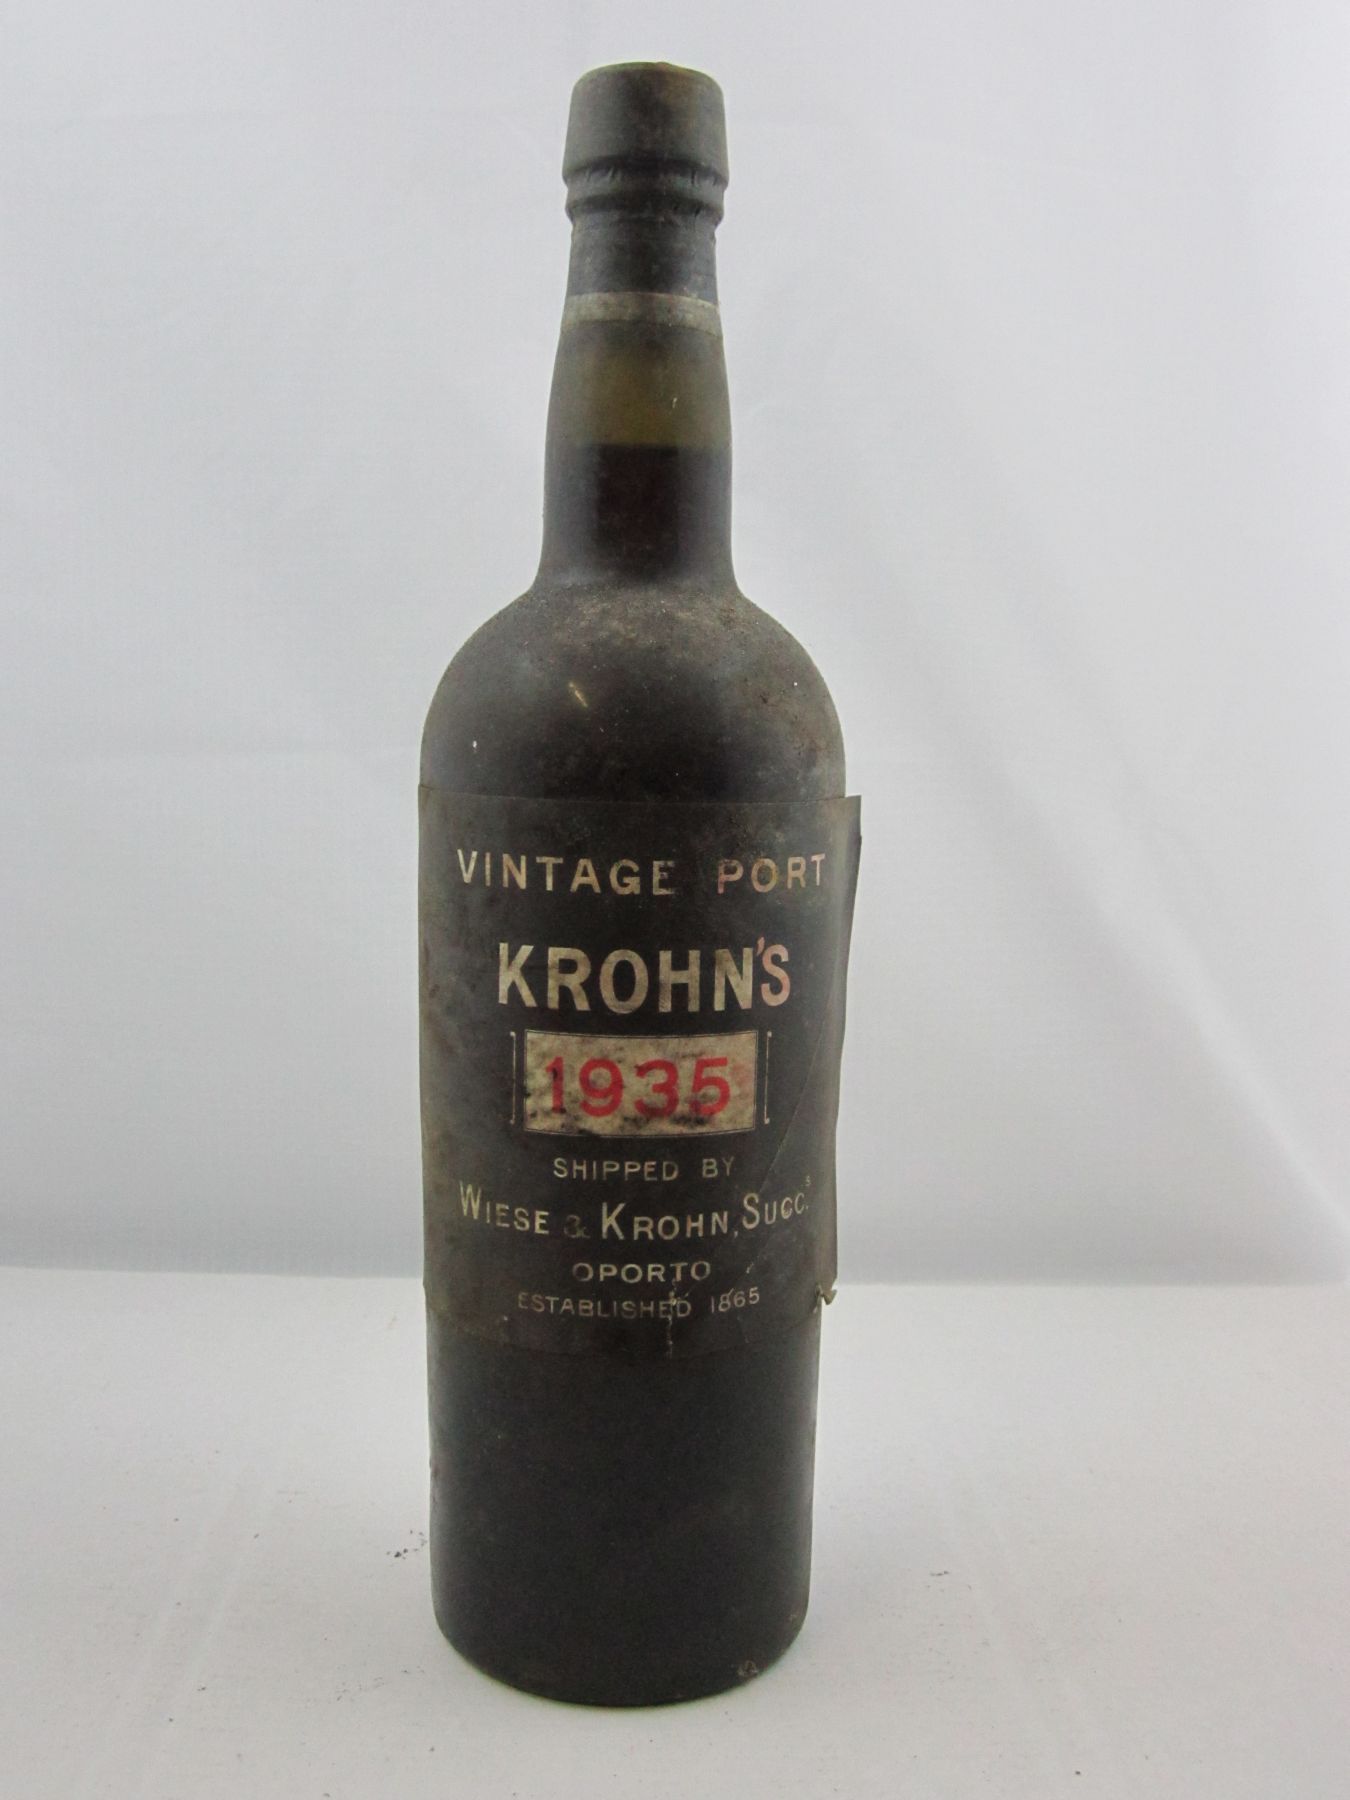 VINTAGE PORT
KROHN'S
1935
SHIPPED BY
WIESE & KROHN, SUCC.S
OPORTO
ESTABLISHED 1865